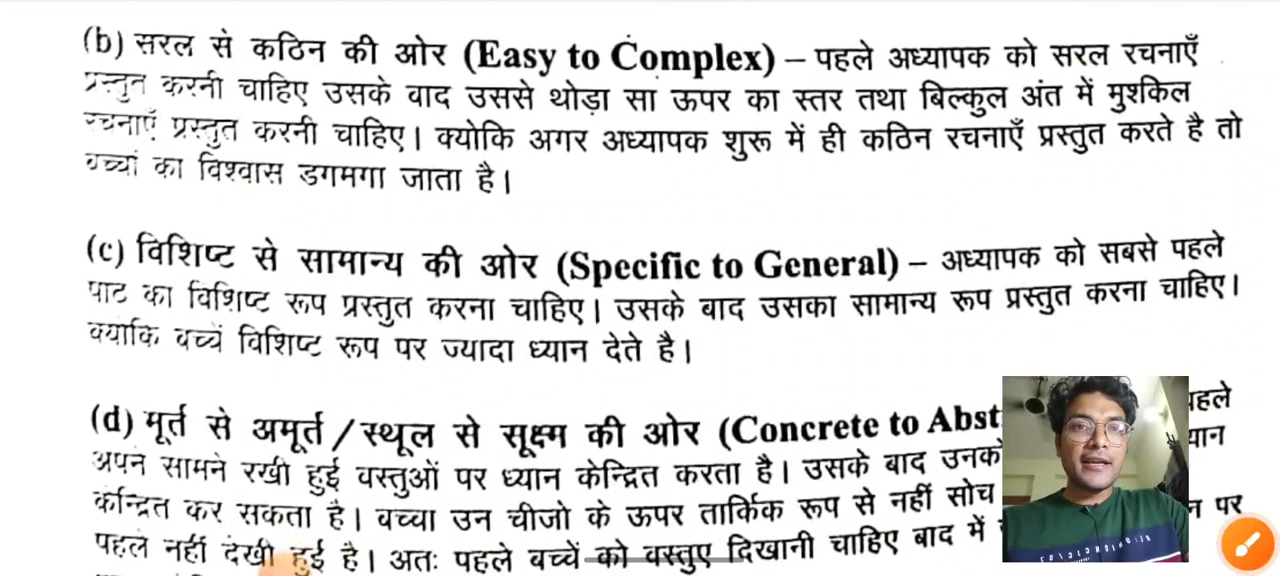 (b) सरल से कठिन की ओर (Easy to Complex) – पहले अध्यापक को सरल रचनाएँ
प्रस्तुत करनी चाहिए उसके बाद उससे थोड़ा सा ऊपर का स्तर तथा बिल्कुल अंत में मुश्किल
रचनाएँ प्रस्तुत करनी चाहिए। क्योकि अगर अध्यापक शुरू में ही कठिन रचनाएँ प्रस्तुत करते है तो
बच्चों का विश्वास डगमगा जाता है।
(c) विशिष्ट से सामान्य की ओर (Specific to General) – अध्यापक को सबसे पहले
पाठ का विशिष्ट रूप प्रस्तुत करना चाहिए। उसके बाद उसका सामान्य रूप प्रस्तुत करना चाहिए।
क्योकि बच्चें विशिष्ट रूप पर ज्यादा ध्यान देते है।
(d) मूर्त से अमूर्त / स्थूल से सूक्ष्म की ओर (Concrete to Abst पहले
अपने सामने रखी हुई वस्तुओं पर ध्यान केन्द्रित करता है। उसके बाद उनको
केन्द्रित कर सकता है। बच्चा उन चीजो के ऊपर तार्किक रूप से नहीं सोच पर
पहले नहीं देखी हुई है। अतः पहले बच्चें को वस्तुए दिखानी चाहिए बाद में